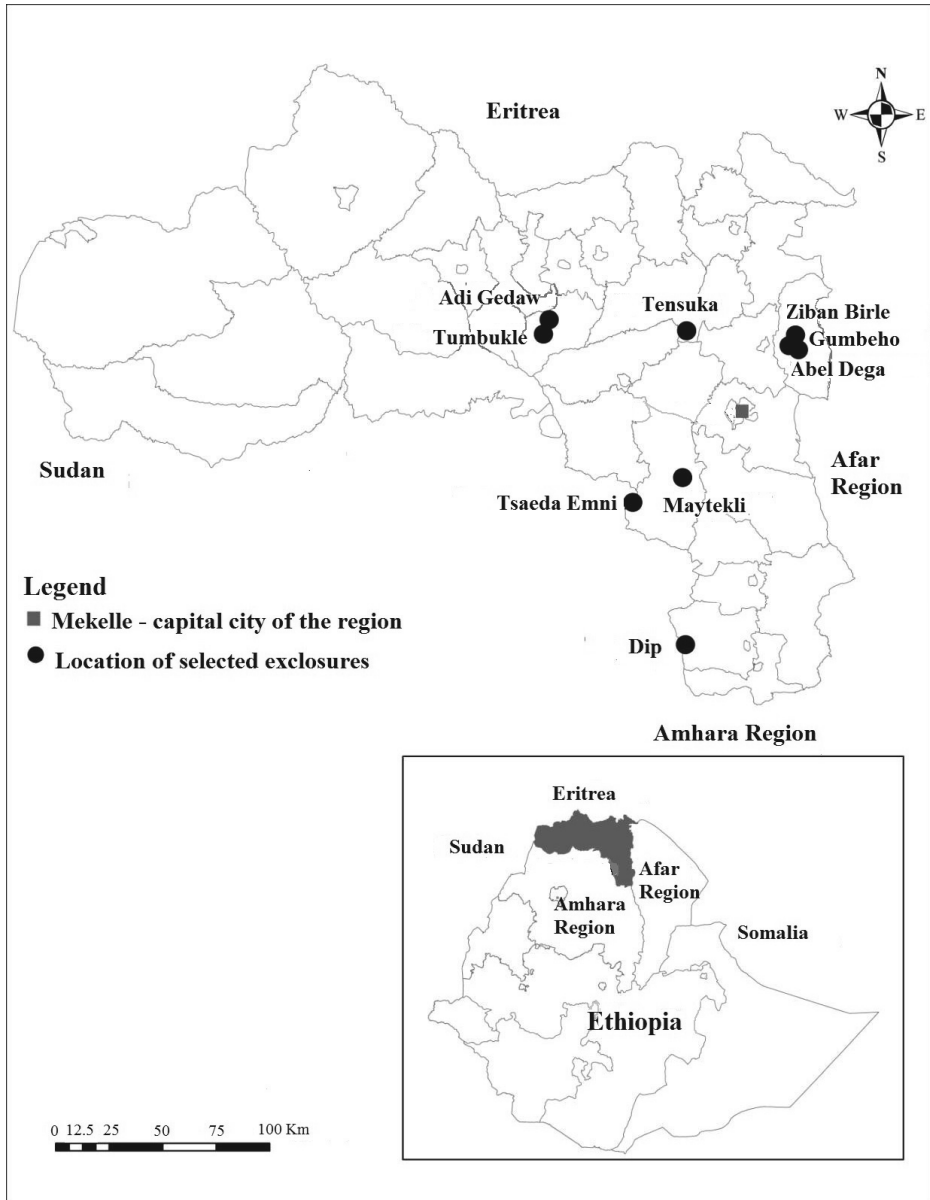 N
W E
S
Eritrea
Adi Gedaw
Tumbukle
Tensuka
Ziban Birle
Gumbeho
Abel Dega
Sudan
Afar
Region
Tsaeda Emni
Maytekli
Legend
Mekelle - capital city of the region
Location of selected exclosures
Dip
Amhara Region
Eritrea
Sudan
Afar
Region
Amhara
Region
Somalia
Ethiopia
0 12.5 25 50 75 100 Km